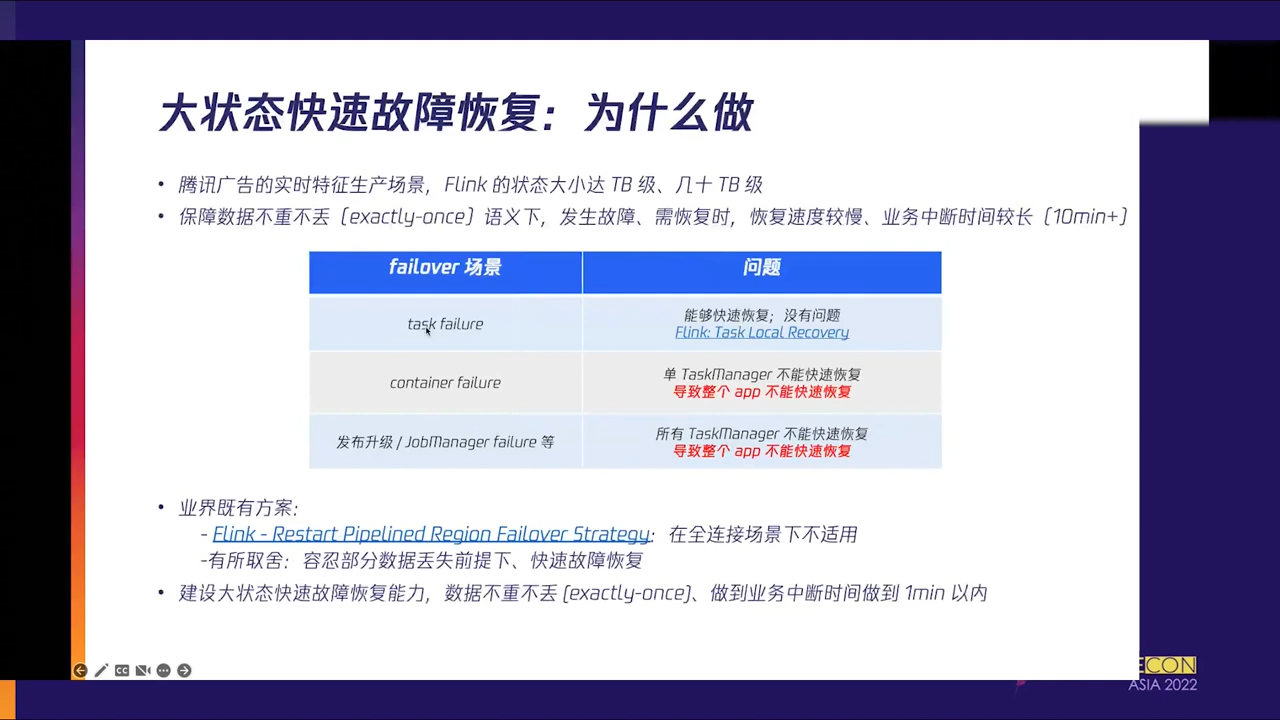 大状态快速故障恢复：为什么做
• 腾讯广告的实时特征生产场景，Flink 的状态大小达 TB 级、几十 TB 级
• 保障数据不重不丢（exactly-once）语义下，发生故障、需恢复时，恢复速度较慢、业务中断时间较长（10min+）
failover 场景
问题
task failure
能够快速恢复；没有问题
Flink: Task Local Recovery
container failure
单 TaskManager 不能快速恢复
导致整个 app 不能快速恢复
发布升级 / JobManager failure 等
所有 TaskManager 不能快速恢复
导致整个 app 不能快速恢复
• 业界既有方案：
- Flink - Restart Pipelined Region Failover Strategy：在全连接场景下不适用
-有所取舍：容忍部分数据丢失前提下、快速故障恢复
• 建设大状态快速故障恢复能力，数据不重不丢 (exactly-once)、做到业务中断时间做到 1min 以内
CC
ECON
ASIA 2022